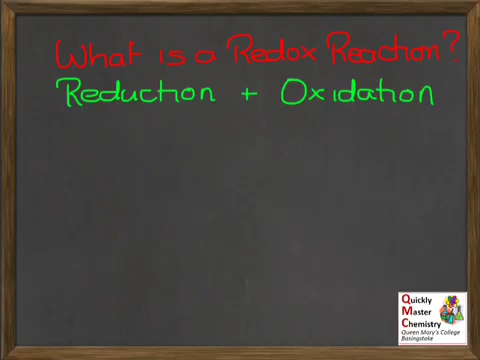 What is a Redox Reaction?
Reduction + Oxidation
Quickly
Master
Chemistry
Queen Mary's College
Basingstoke